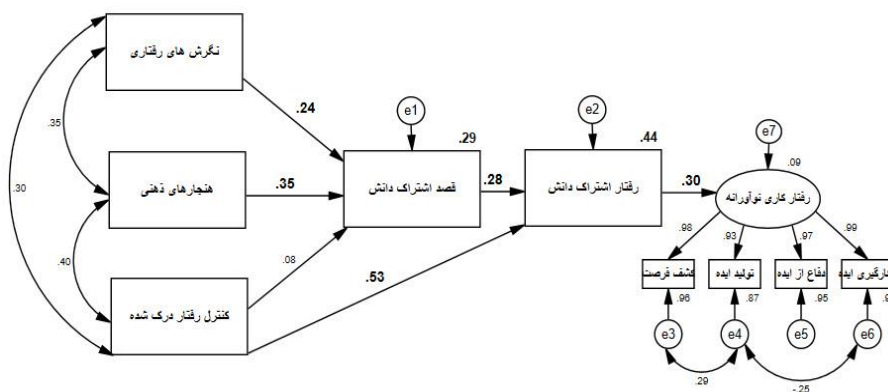 نگرش های رفتاری
.24
e1
e2
.35
.29
.44
e7
.30
هنجارهای ذهنی
.35
قصد اشتراک دانش
.28
رفتار اشتراک دانش
.30
.09
رفتار کاری نوآورانه
.40
.08
.98
.93
.97
.99
.53
کشف فرصت
تولید ایده
دفاع از ایده
کارگیری ایده
کنترل رفتار درک شده
.96
.87
.95
e3
e4
e5
e6
.29
-.25